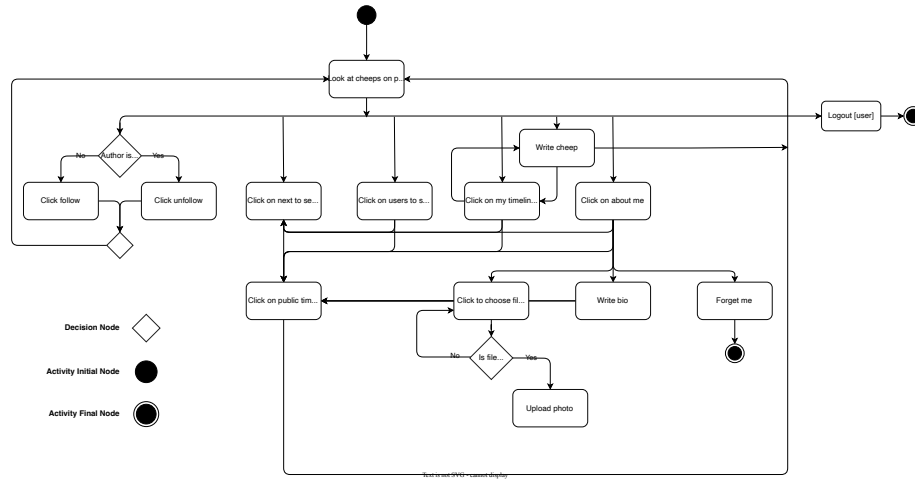 Look at cheeps on p...
Logout [user]
Write cheep
No
Author is...
Yes
Click follow
Click unfollow
Click on next to se...
Click on users to s...
Click on my timelin...
Click on about me
Click on public tim...
Click to choose fil...
Write bio
Forget me
Decision Node
No
Is file...
Yes
Activity Initial Node
Upload photo
Activity Final Node
Text is not SVG - cannot display